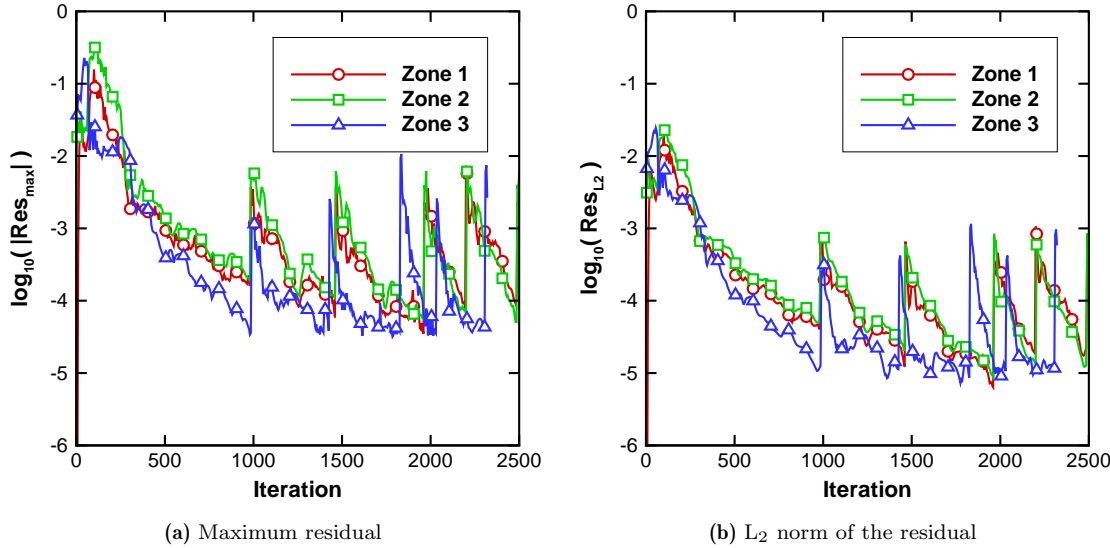 0
-1
-2
-3
-4
-5
-6
0 500 1000 1500 2000 2500
Iteration
log10( |Resmax| )
Zone 1
Zone 2
Zone 3
(a) Maximum residual
0
-1
-2
-3
-4
-5
-6
0 500 1000 1500 2000 2500
Iteration
log10( ResL2 )
Zone 1
Zone 2
Zone 3
(b) L2 norm of the residual